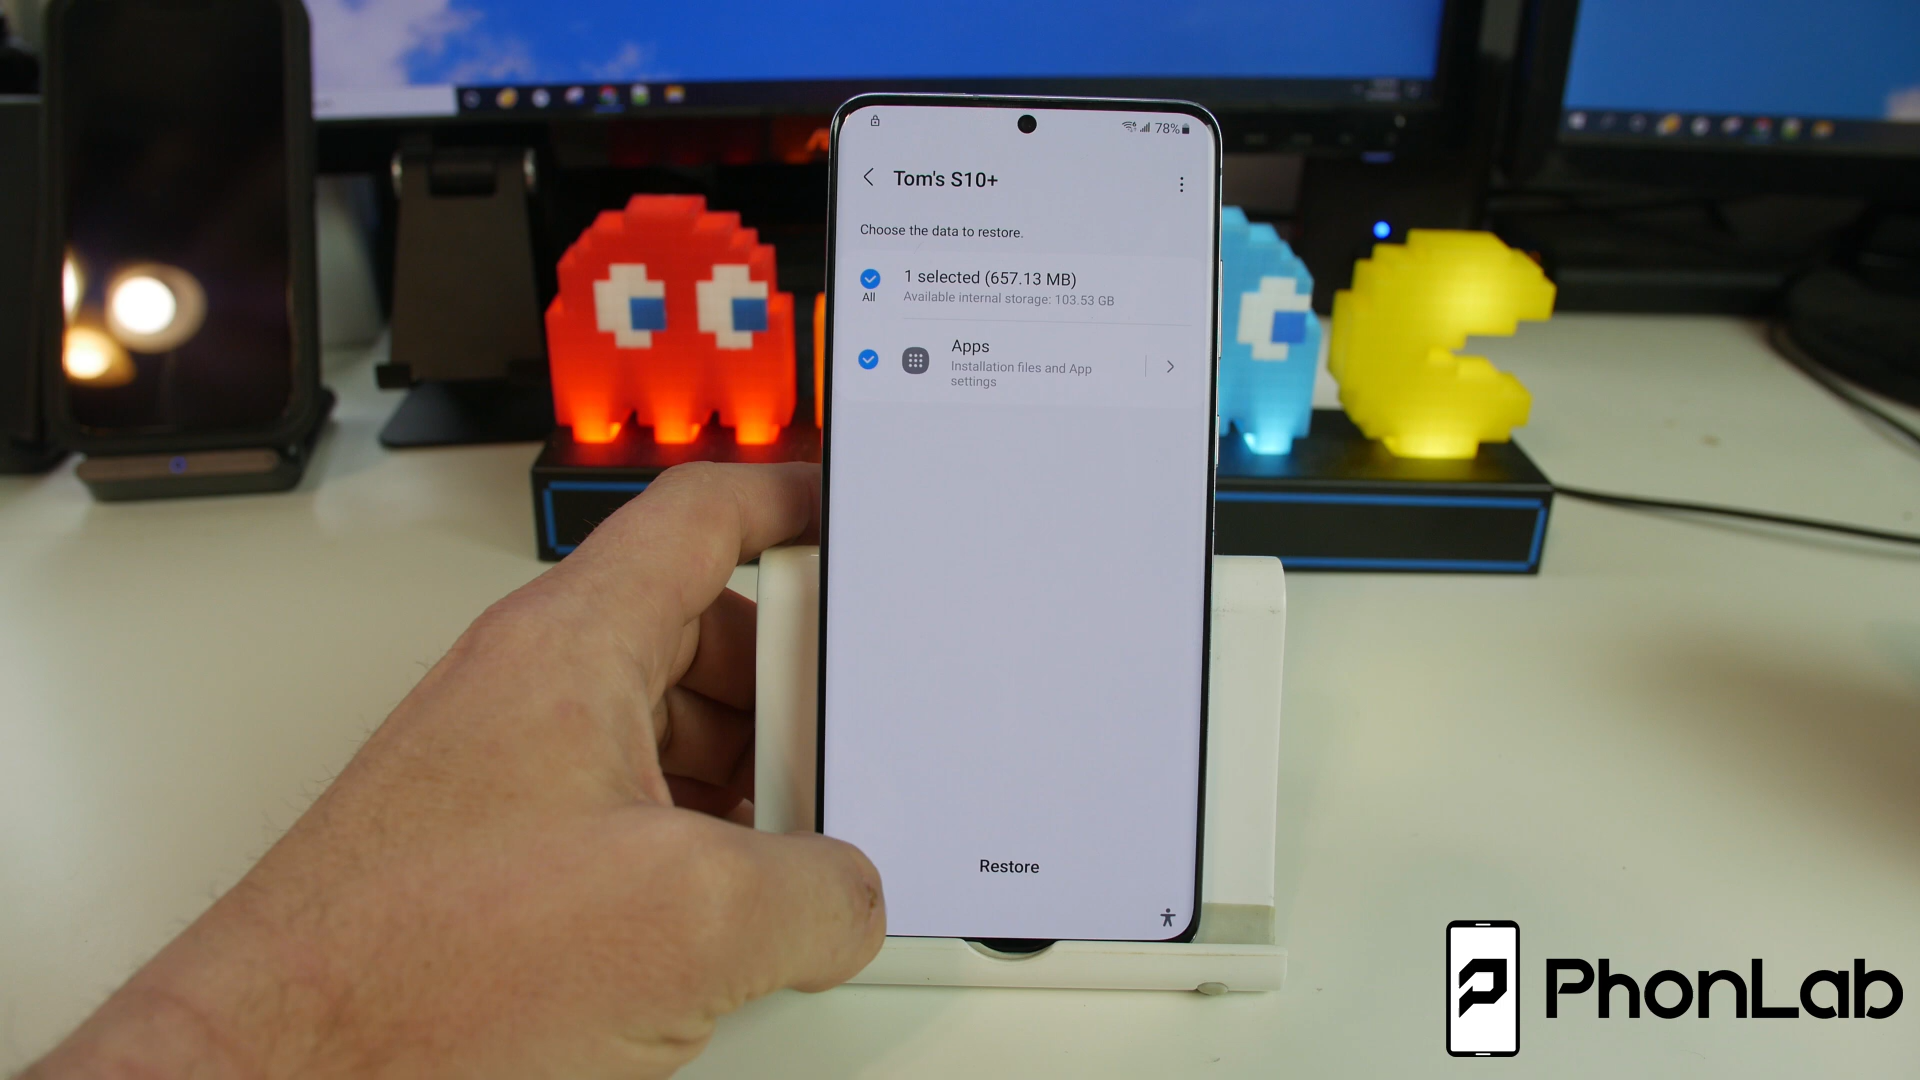 78%
Tom's S10+
Choose the data to restore.
1 selected (657.13 MB)
All
Available internal storage: 103.53 GB
Apps
Installation files and App
settings
Restore
PhonLab